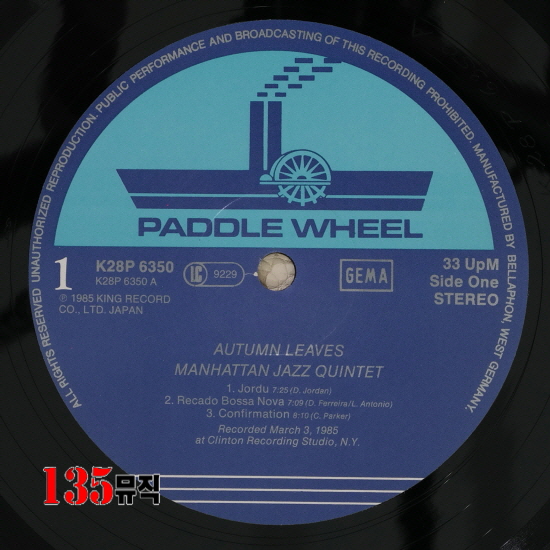 ALL RIGHTS RESERVED UNAUTHORIZED REPRODUCTION. PUBLIC PERFORMANCE AND BROADCASTING OF THIS RECORDING PROHIBITED. MANUFACTURED BY BELLAPHON, WEST GERMANY.
PADDLE WHEEL
1
K28P 6350
K28P 6350 A
℗ 1985 KING RECORD
CO., LTD. JAPAN
LC 9229
GEMA
33 UpM
Side One
STEREO
AUTUMN LEAVES
MANHATTAN JAZZ QUINTET
1. Jordu 7:25 (D. Jordan)
2. Recado Bossa Nova 7:09 (D. Ferreira/L. Antonio)
3. Confirmation 8:10 (C. Parker)
Recorded March 3, 1985
at Clinton Recording Studio, N.Y.
135뮤직